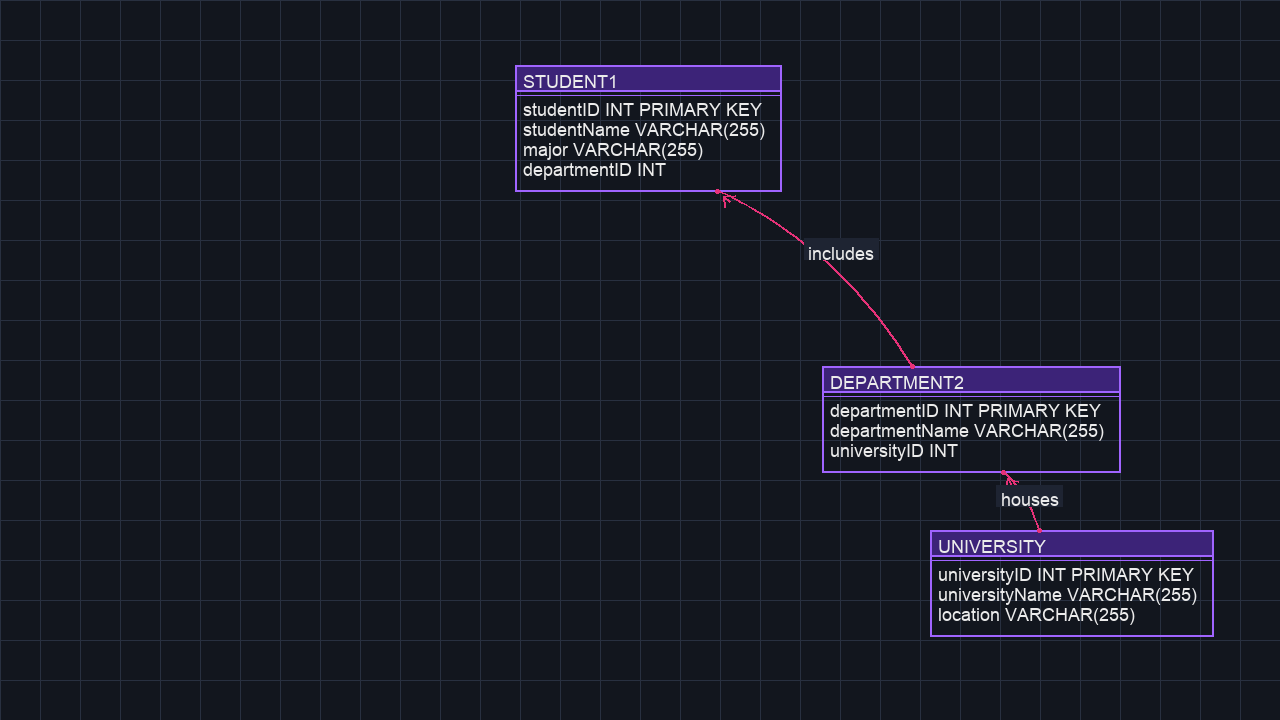 STUDENT1
studentID INT PRIMARY KEY
studentName VARCHAR(255)
major VARCHAR(255)
departmentID INT
includes
DEPARTMENT2
departmentID INT PRIMARY KEY
departmentName VARCHAR(255)
universityID INT
houses
UNIVERSITY
universityID INT PRIMARY KEY
universityName VARCHAR(255)
location VARCHAR(255)